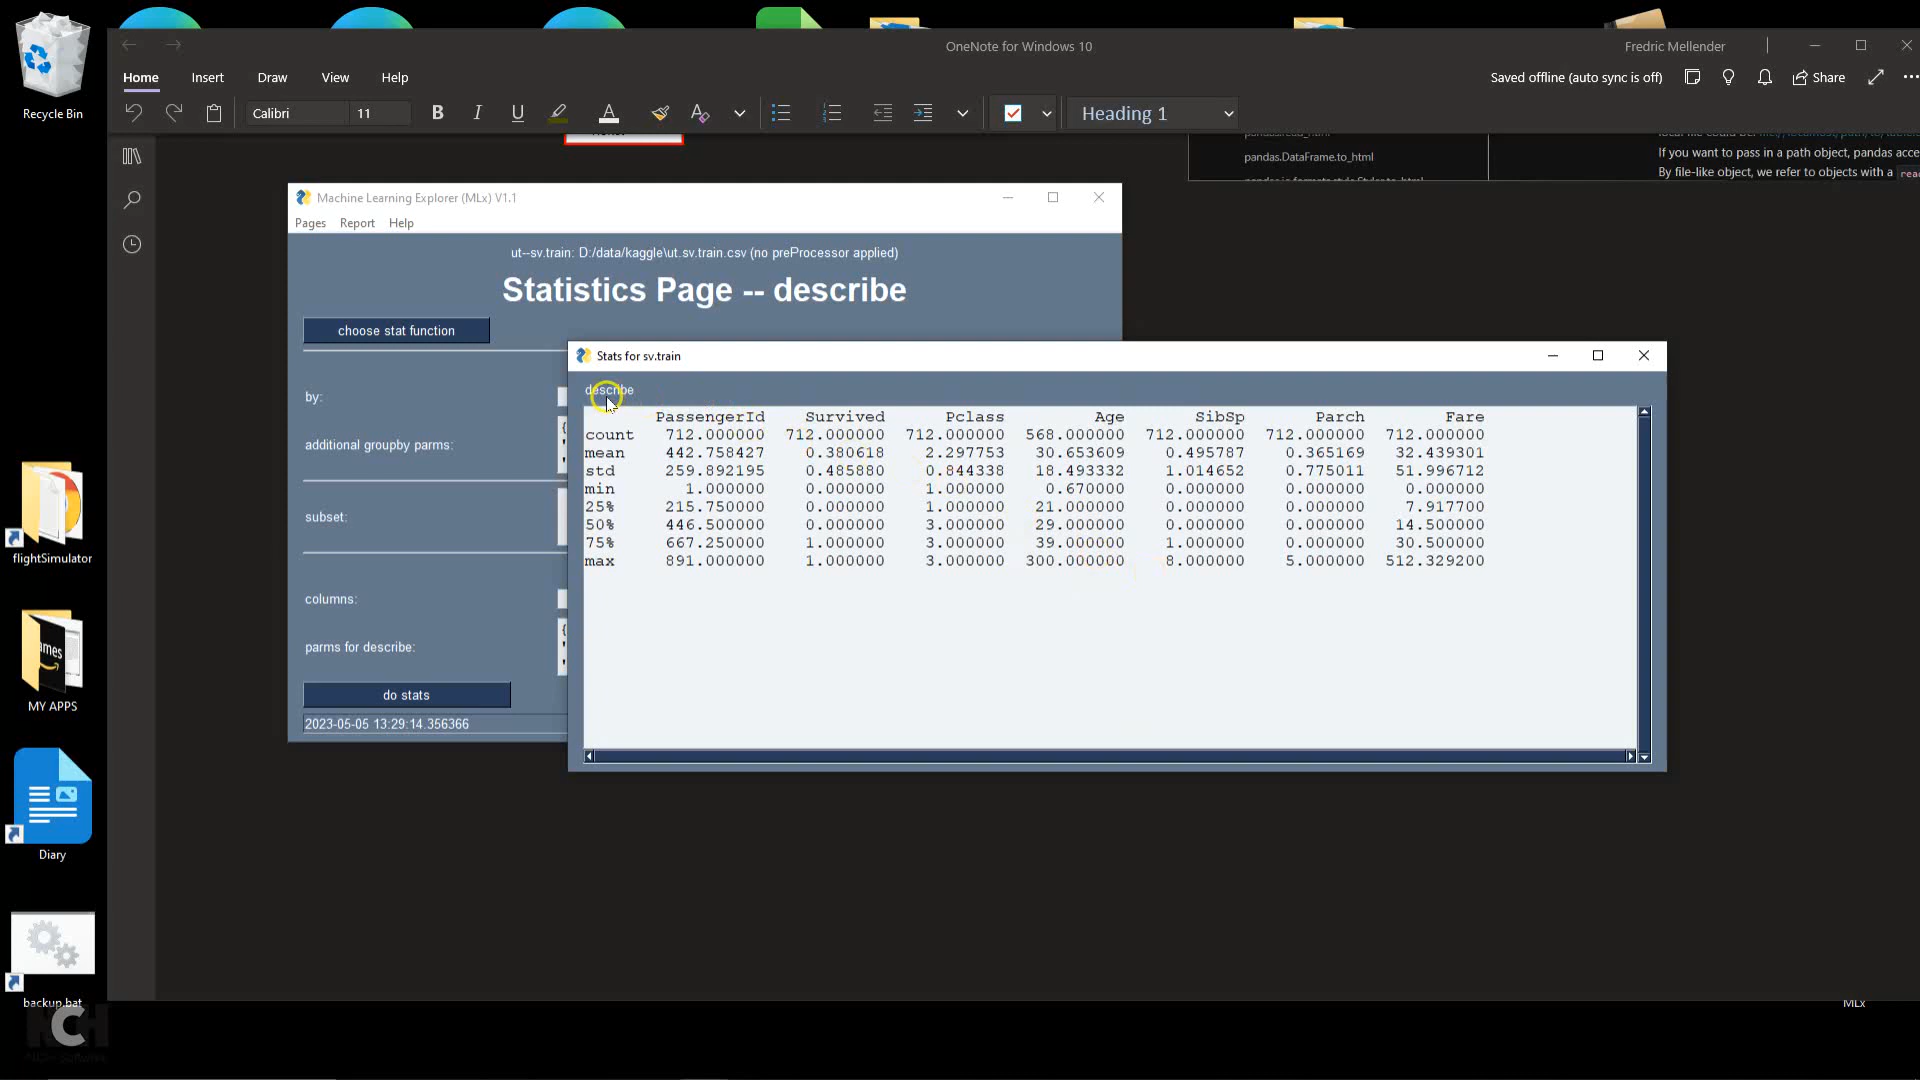 Recycle Bin
OneNote for Windows 10
Fredric Mellender
Home Insert Draw View Help
Saved offline (auto sync is off)
Share
Calibri 11 B I U A A Heading 1
pandas.DataFrame.to_html
If you want to pass in a path object, pandas acce
By file-like object, we refer to objects with a rea
Machine Learning Explorer (MLx) V1.1
Pages Report Help
ut--sv.train: D:/data/kaggle\ut.sv.train.csv (no preProcessor applied)
Statistics Page -- describe
choose stat function
by:
additional groupby parms:
subset:
columns:
parms for describe:
do stats
2023-05-05 13:29:14.356366
Stats for sv.train
describe
PassengerId Survived Pclass Age SibSp Parch Fare
count 712.000000 712.000000 712.000000 568.000000 712.000000 712.000000 712.000000
mean 442.758427 0.380618 2.297753 30.653609 0.495787 0.365169 32.439301
std 259.892195 0.485880 0.844338 18.493332 1.014652 0.775011 51.996712
min 1.000000 0.000000 1.000000 0.670000 0.000000 0.000000 0.000000
25% 215.750000 0.000000 1.000000 21.000000 0.000000 0.000000 7.917700
50% 446.500000 0.000000 3.000000 29.000000 0.000000 0.000000 14.500000
75% 667.250000 1.000000 3.000000 39.000000 1.000000 0.000000 30.500000
max 891.000000 1.000000 3.000000 300.000000 8.000000 5.000000 512.329200
flightSimulator
MY APPS
Diary
backup.bat
MLx